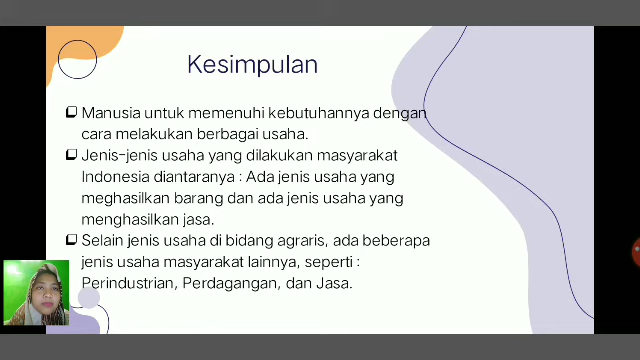 Kesimpulan
Manusia untuk memenuhi kebutuhannya dengan
cara melakukan berbagai usaha.
Jenis-jenis usaha yang dilakukan masyarakat
Indonesia diantaranya : Ada jenis usaha yang
meghasilkan barang dan ada jenis usaha yang
menghasilkan jasa.
Selain jenis usaha di bidang agraris, ada beberapa
jenis usaha masyarakat lainnya, seperti :
Perindustrian, Perdagangan, dan Jasa.